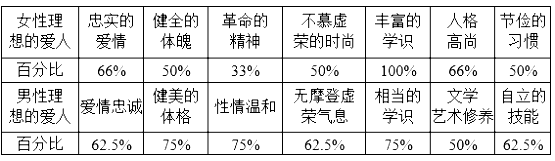 女性理想的爱人 忠实的爱情 健全的体魄 革命的精神 不慕虚荣的时尚 丰富的学识 人格高尚 节俭的习惯
百分比 66% 50% 33% 50% 100% 66% 50%
男性理想的爱人 爱情忠诚 健美的体格 性情温和 无摩登虚荣气息 相当的学识 文学艺术修养 自立的技能
百分比 62.5% 75% 75% 62.5% 75% 50% 62.5%